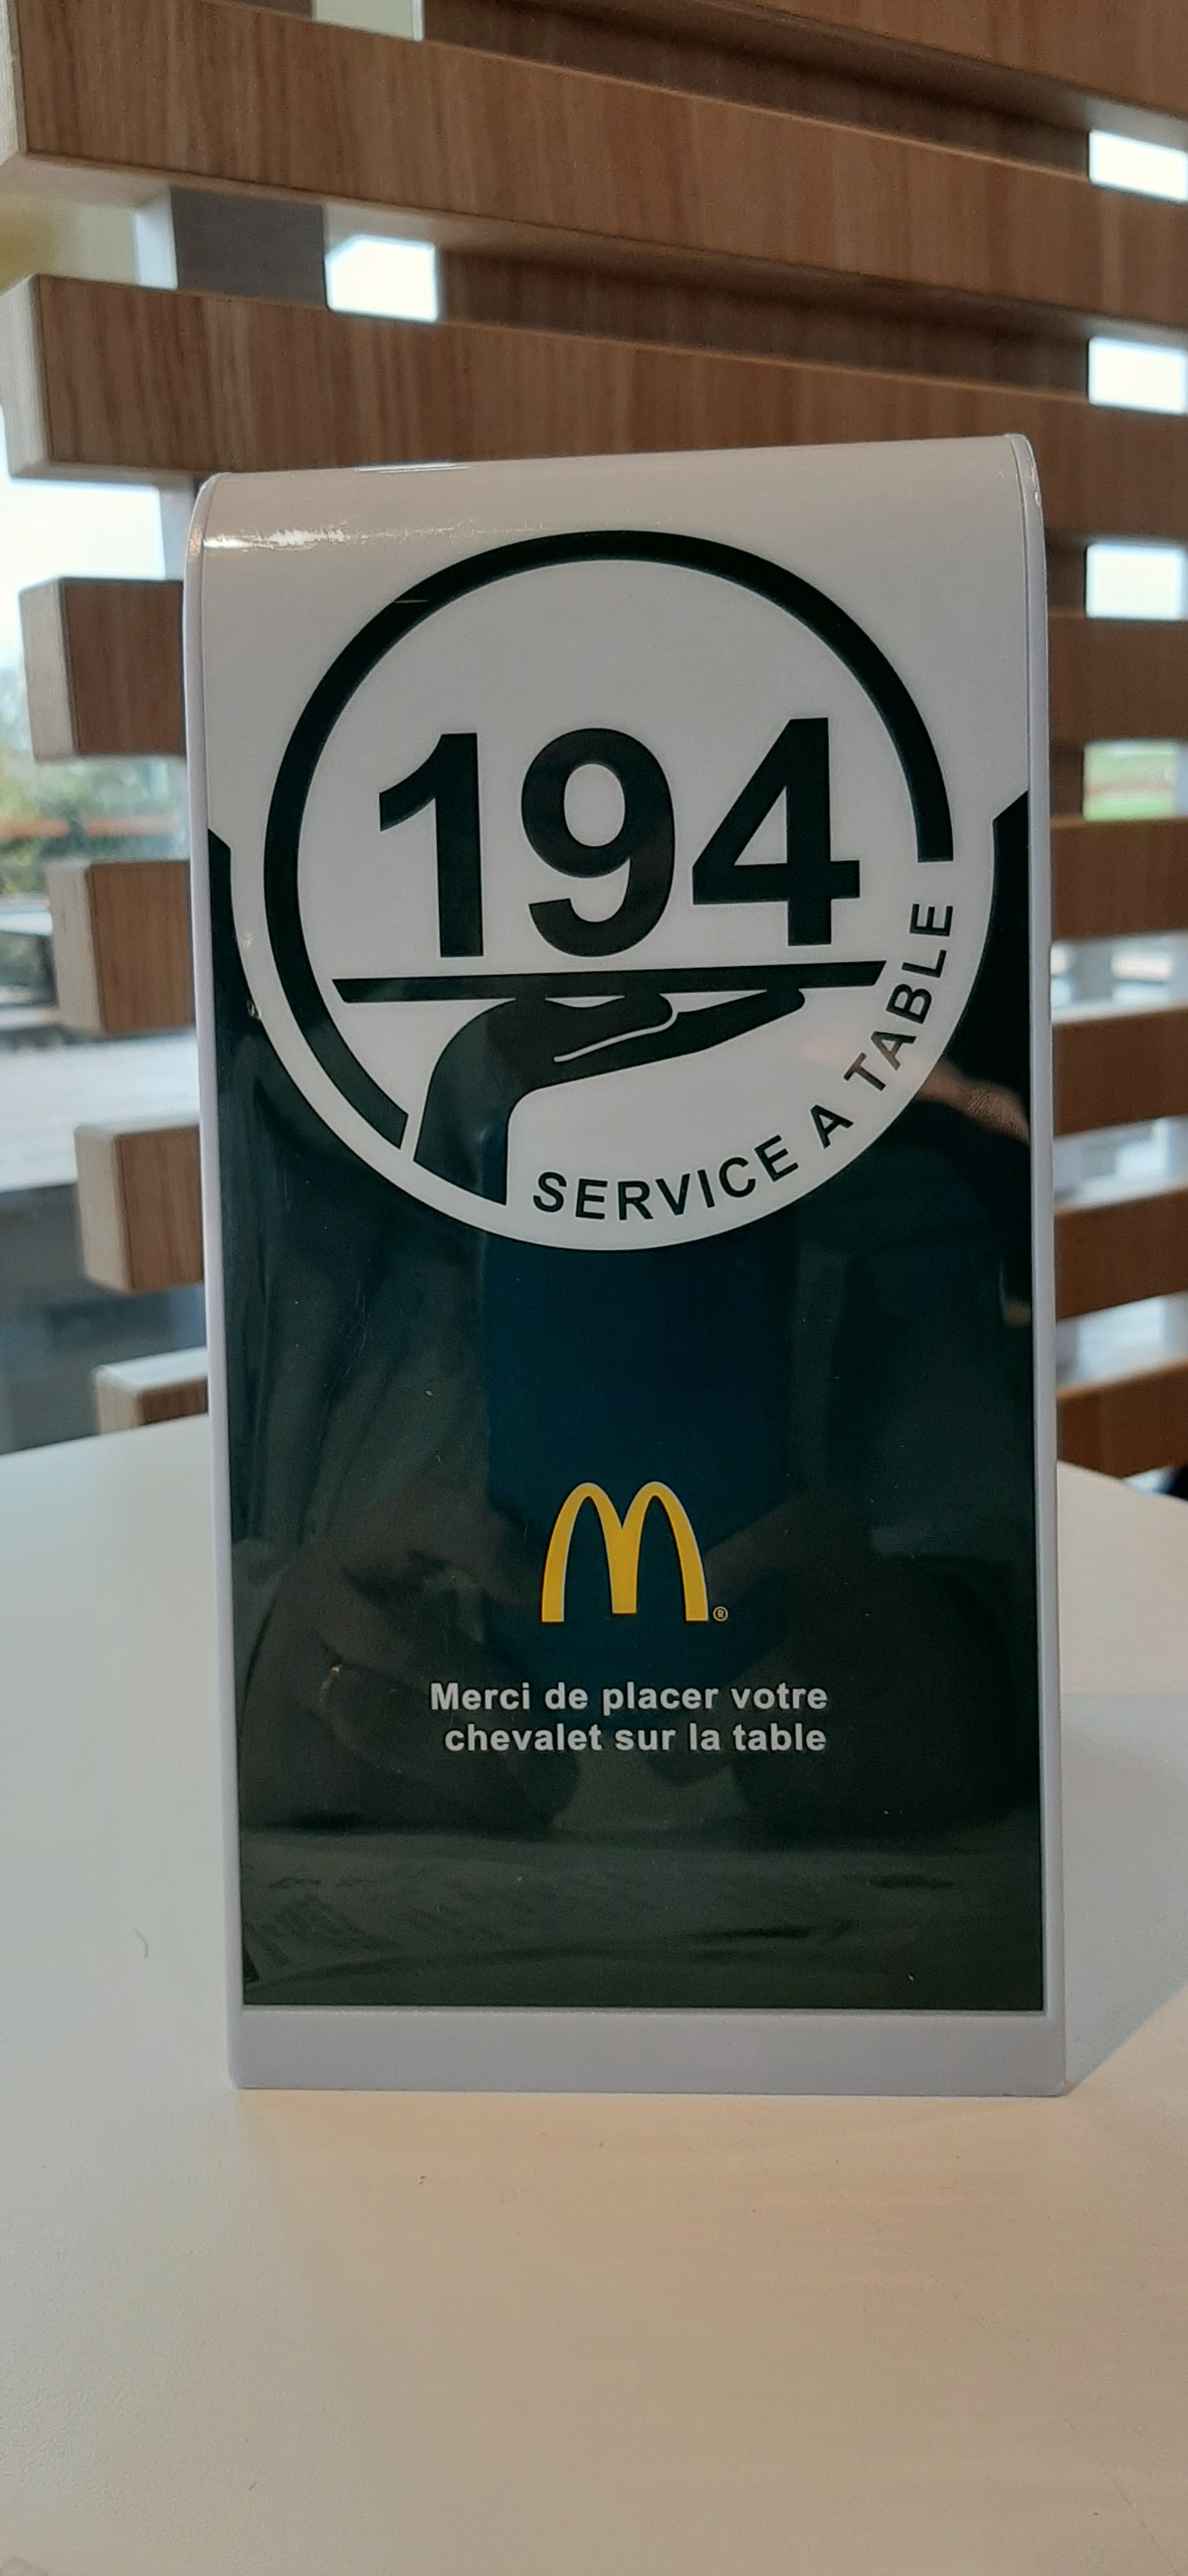 194
SERVICE A TABLE
M®
Merci de placer votre
chevalet sur la table